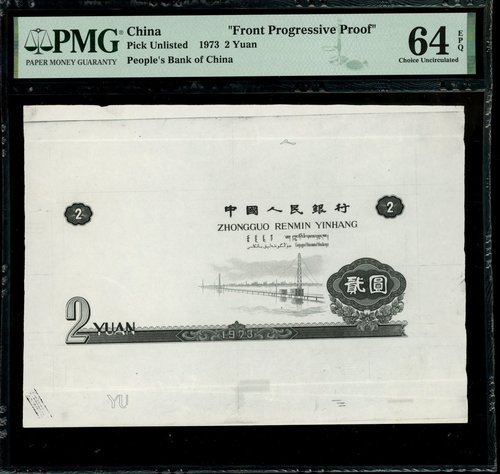 PMG
PAPER MONEY GUARANTY
China
Pick Unlisted 1973 2 Yuan
People's Bank of China
"Front Progressive Proof"
64 EPQ
Choice Uncirculated
2
2
中國人民銀行
ZHONGGUO RENMIN YINHANG
貳圓
2 YUAN
1973
YU